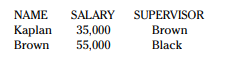 NAME SALARY SUPERVISOR
Kaplan 35,000 Brown
Brown 55,000 Black